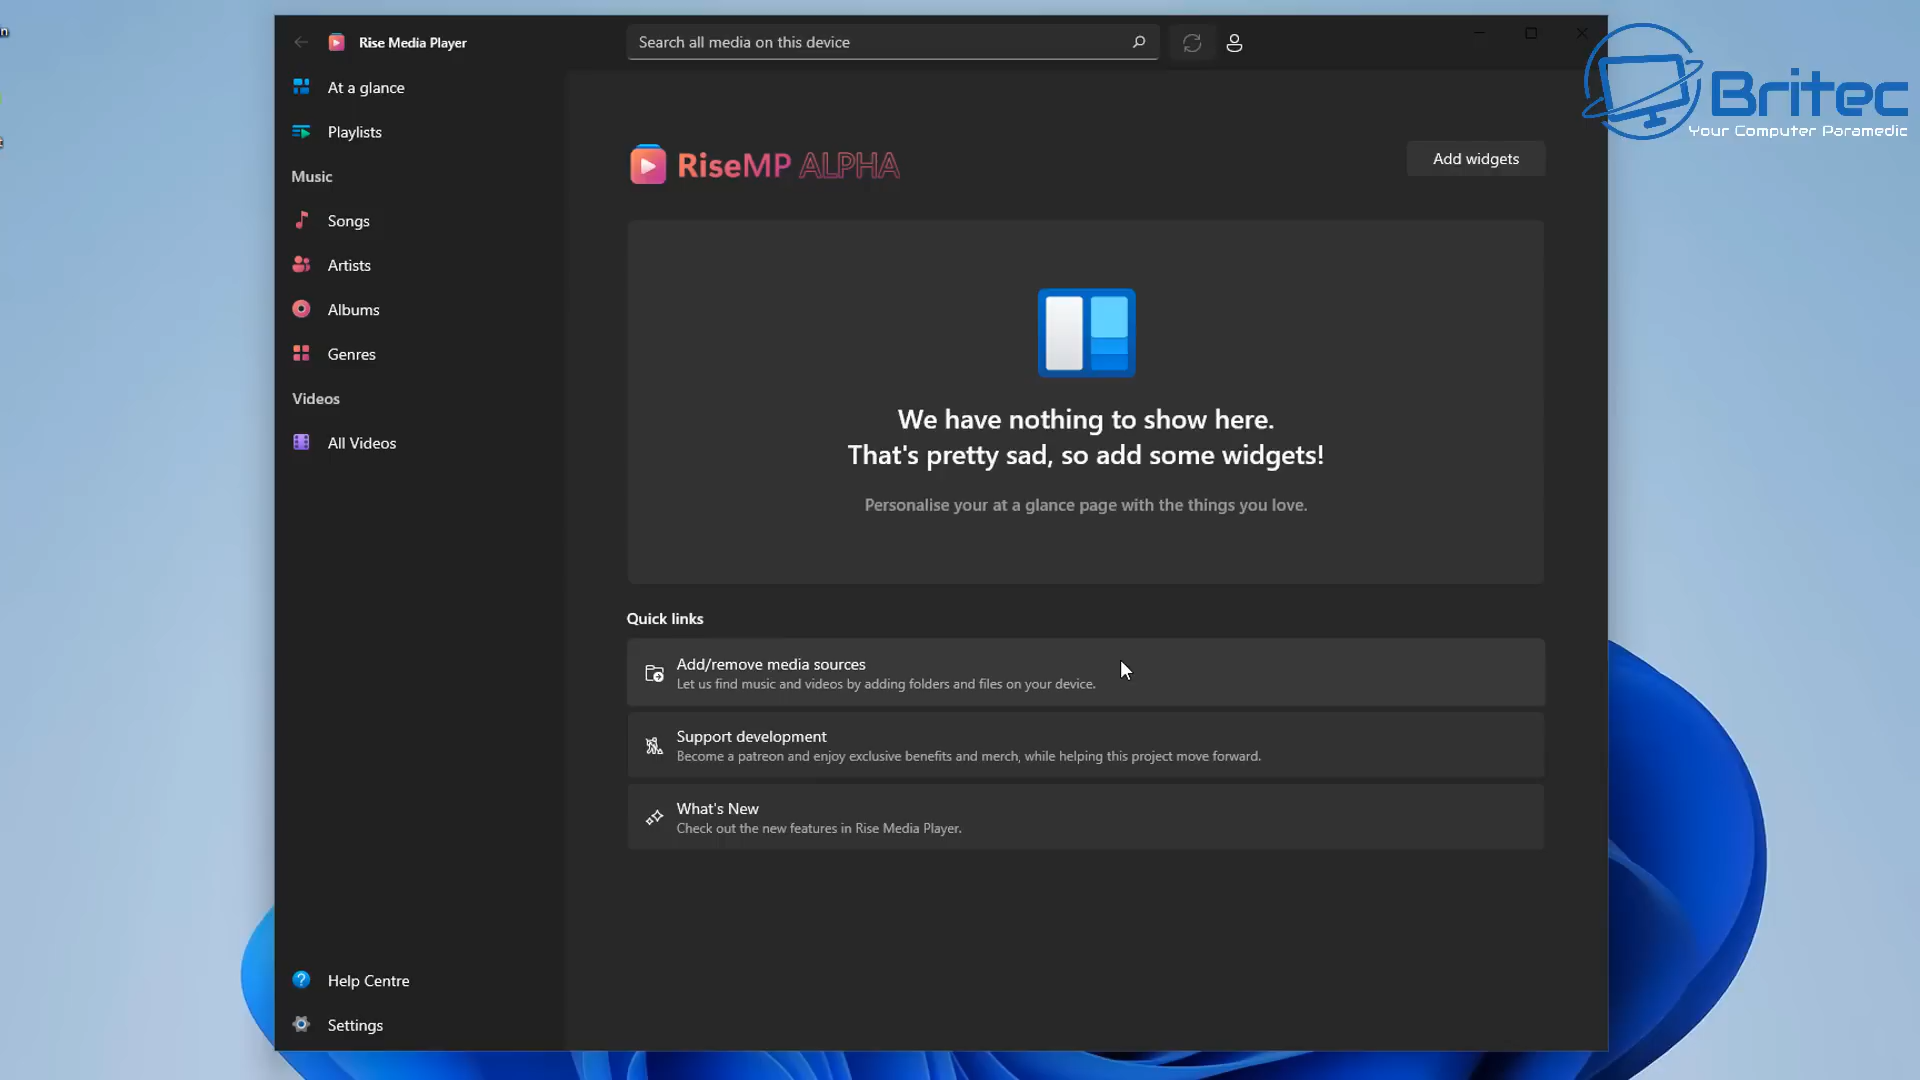 Rise Media Player
Search all media on this device
Britec
Your Computer Paramedic
At a glance
Playlists
Music
Songs
Artists
Albums
Genres
Videos
All Videos
RiseMP ALPHA
Add widgets
We have nothing to show here.
That's pretty sad, so add some widgets!
Personalise your at a glance page with the things you love.
Quick links
Add/remove media sources
Let us find music and videos by adding folders and files on your device.
Support development
Become a patreon and enjoy exclusive benefits and merch, while helping this project move forward.
What's New
Check out the new features in Rise Media Player.
Help Centre
Settings